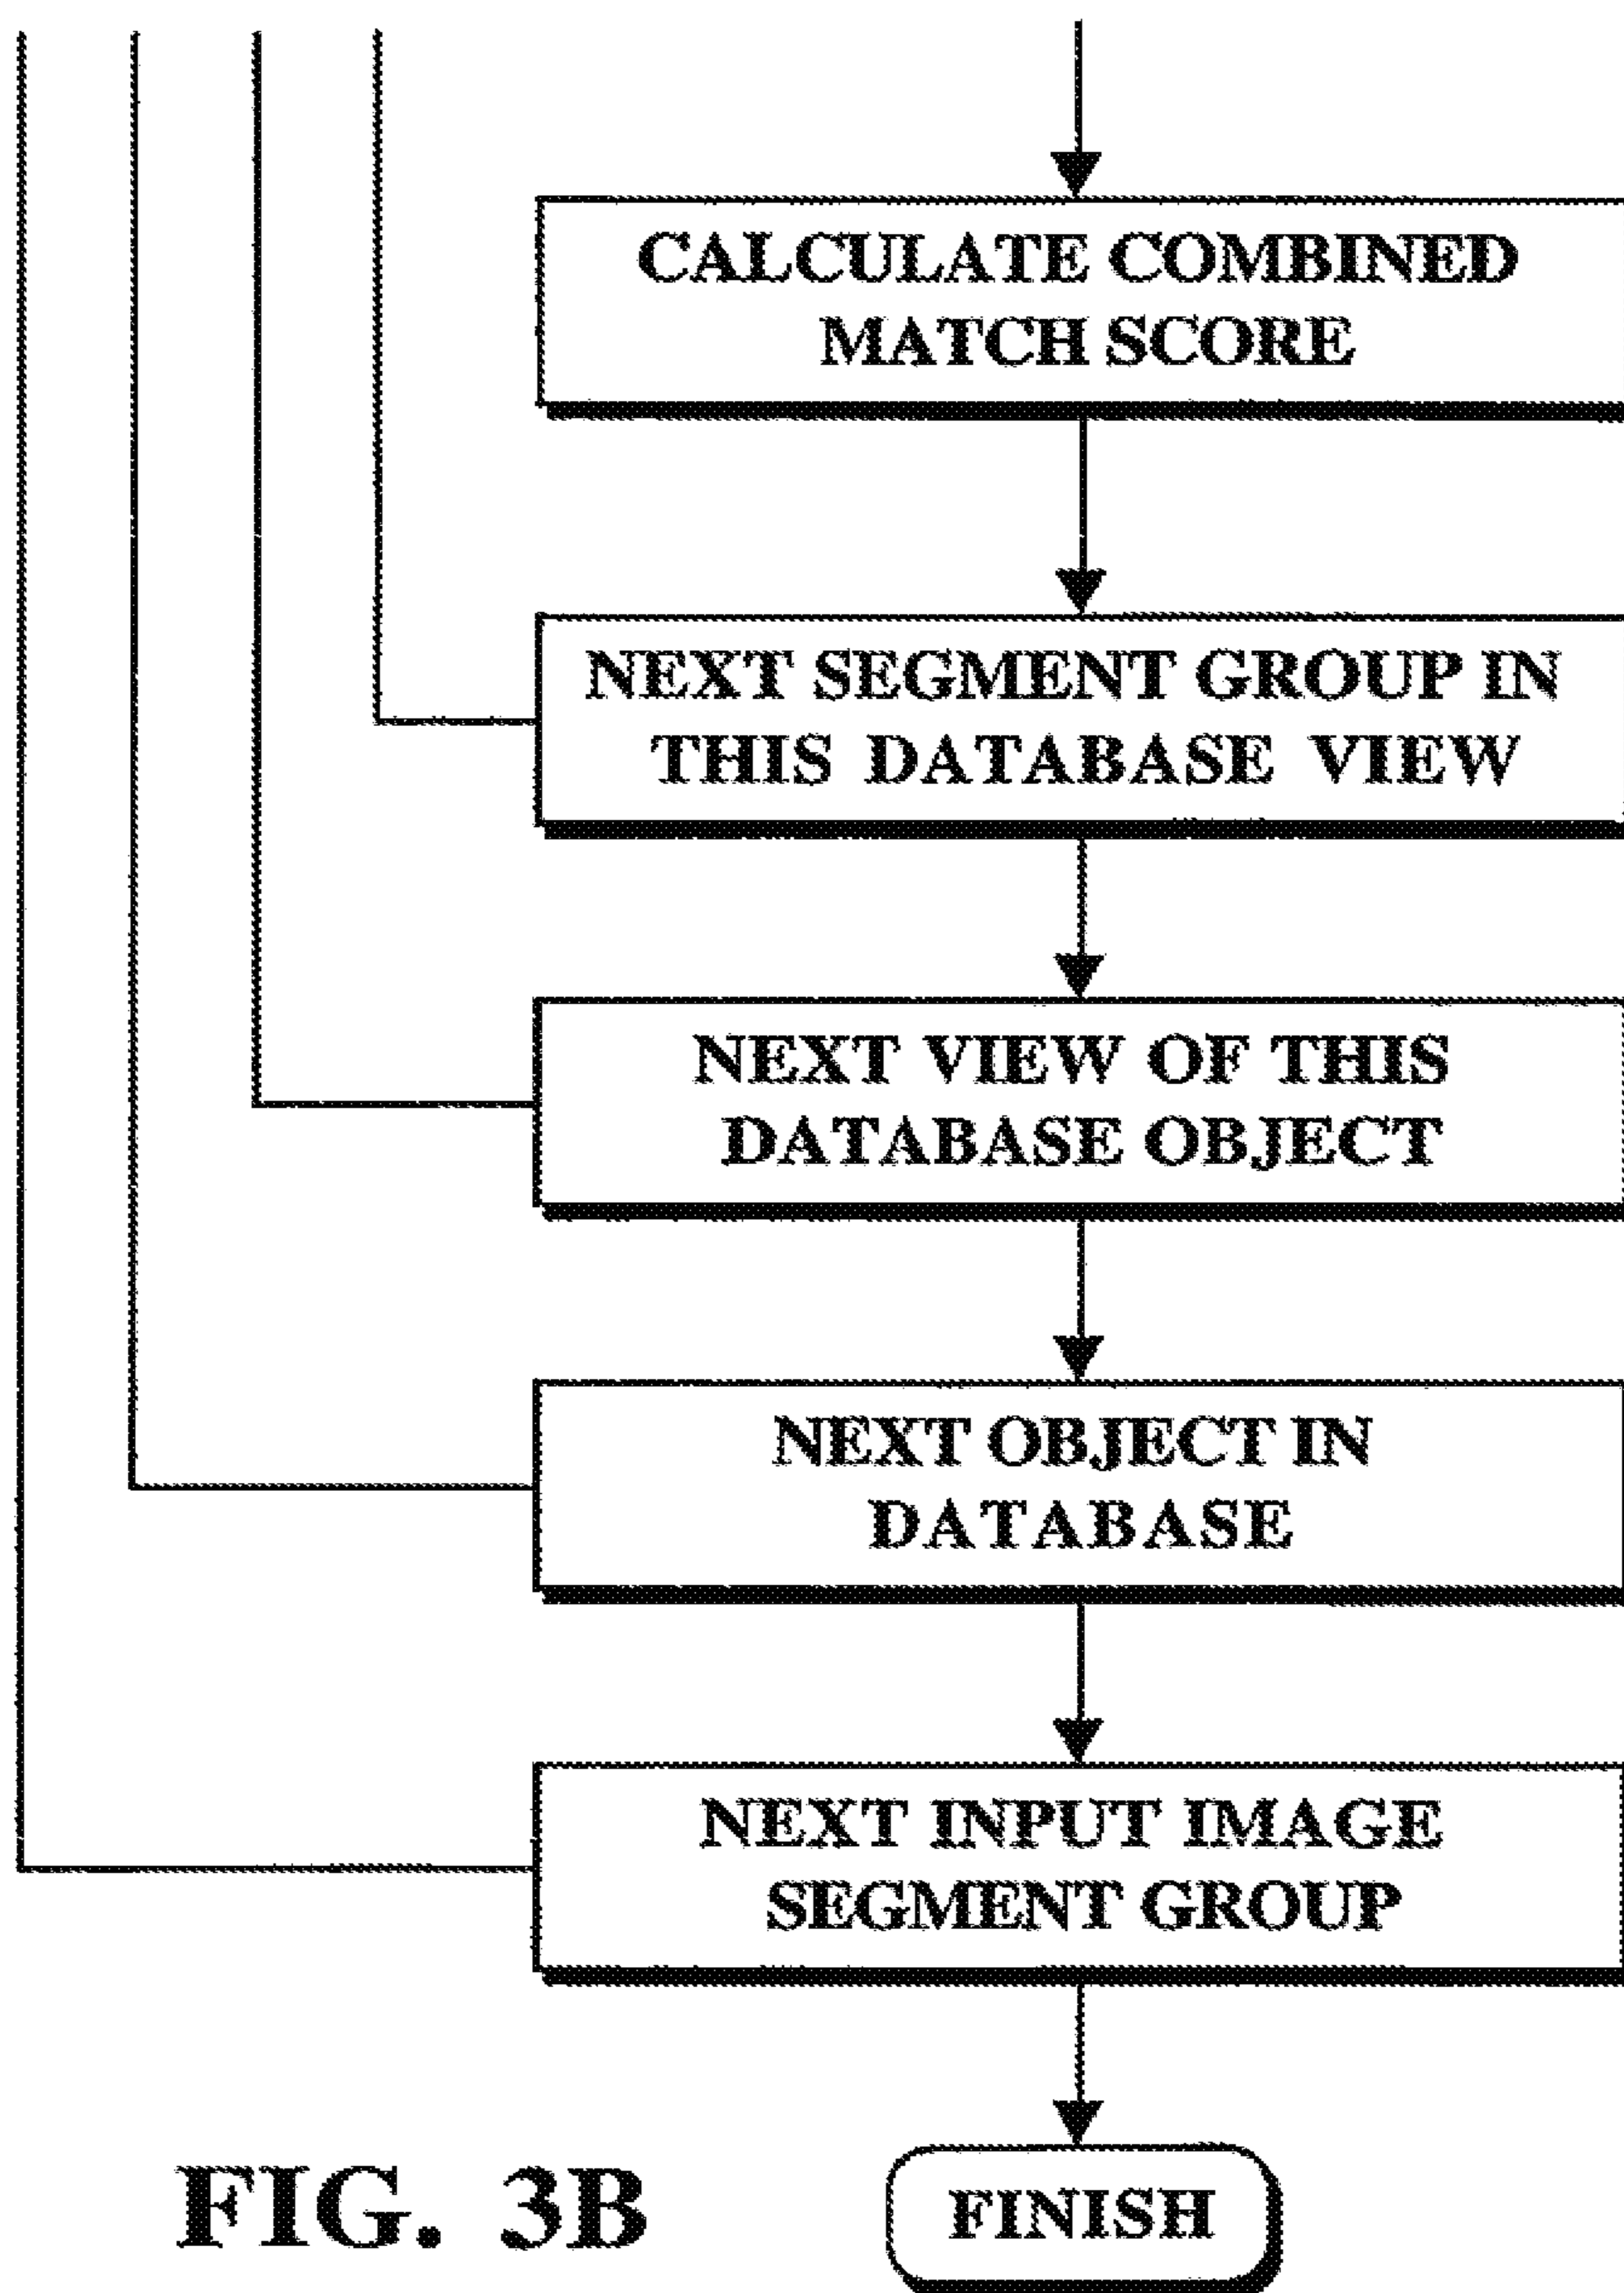 CALCULATE COMBINED
MATCH SCORE
NEXT SEGMENT GROUP IN
THIS DATABASE VIEW
NEXT VIEW OF THIS
DATABASE OBJECT
NEXT OBJECT IN
DATABASE
NEXT INPUT IMAGE
SEGMENT GROUP
FINISH
FIG. 3B